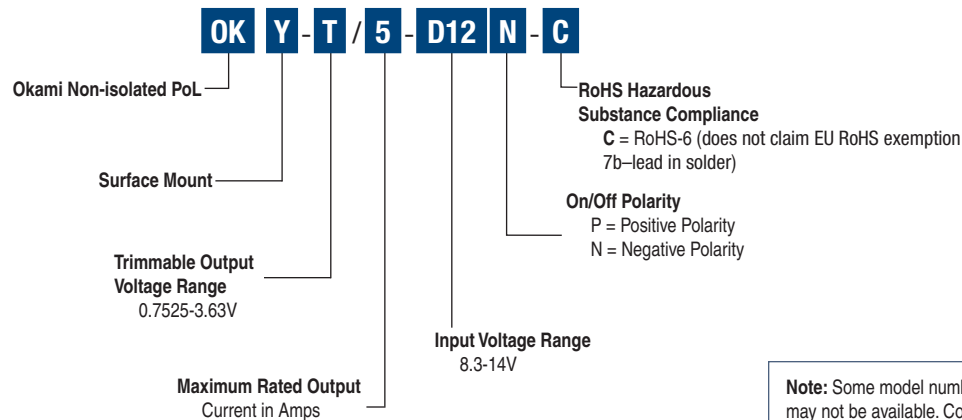 OK Y - T / 5 - D12 N - C
Okami Non-isolated PoL
RoHS Hazardous
Substance Compliance
C = RoHS-6 (does not claim EU RoHS exemption
7b–lead in solder)
Surface Mount
On/Off Polarity
P = Positive Polarity
N = Negative Polarity
Trimmable Output
Voltage Range
0.7525-3.63V
Input Voltage Range
8.3-14V
Maximum Rated Output
Current in Amps
Note: Some model numb
may not be available. Co